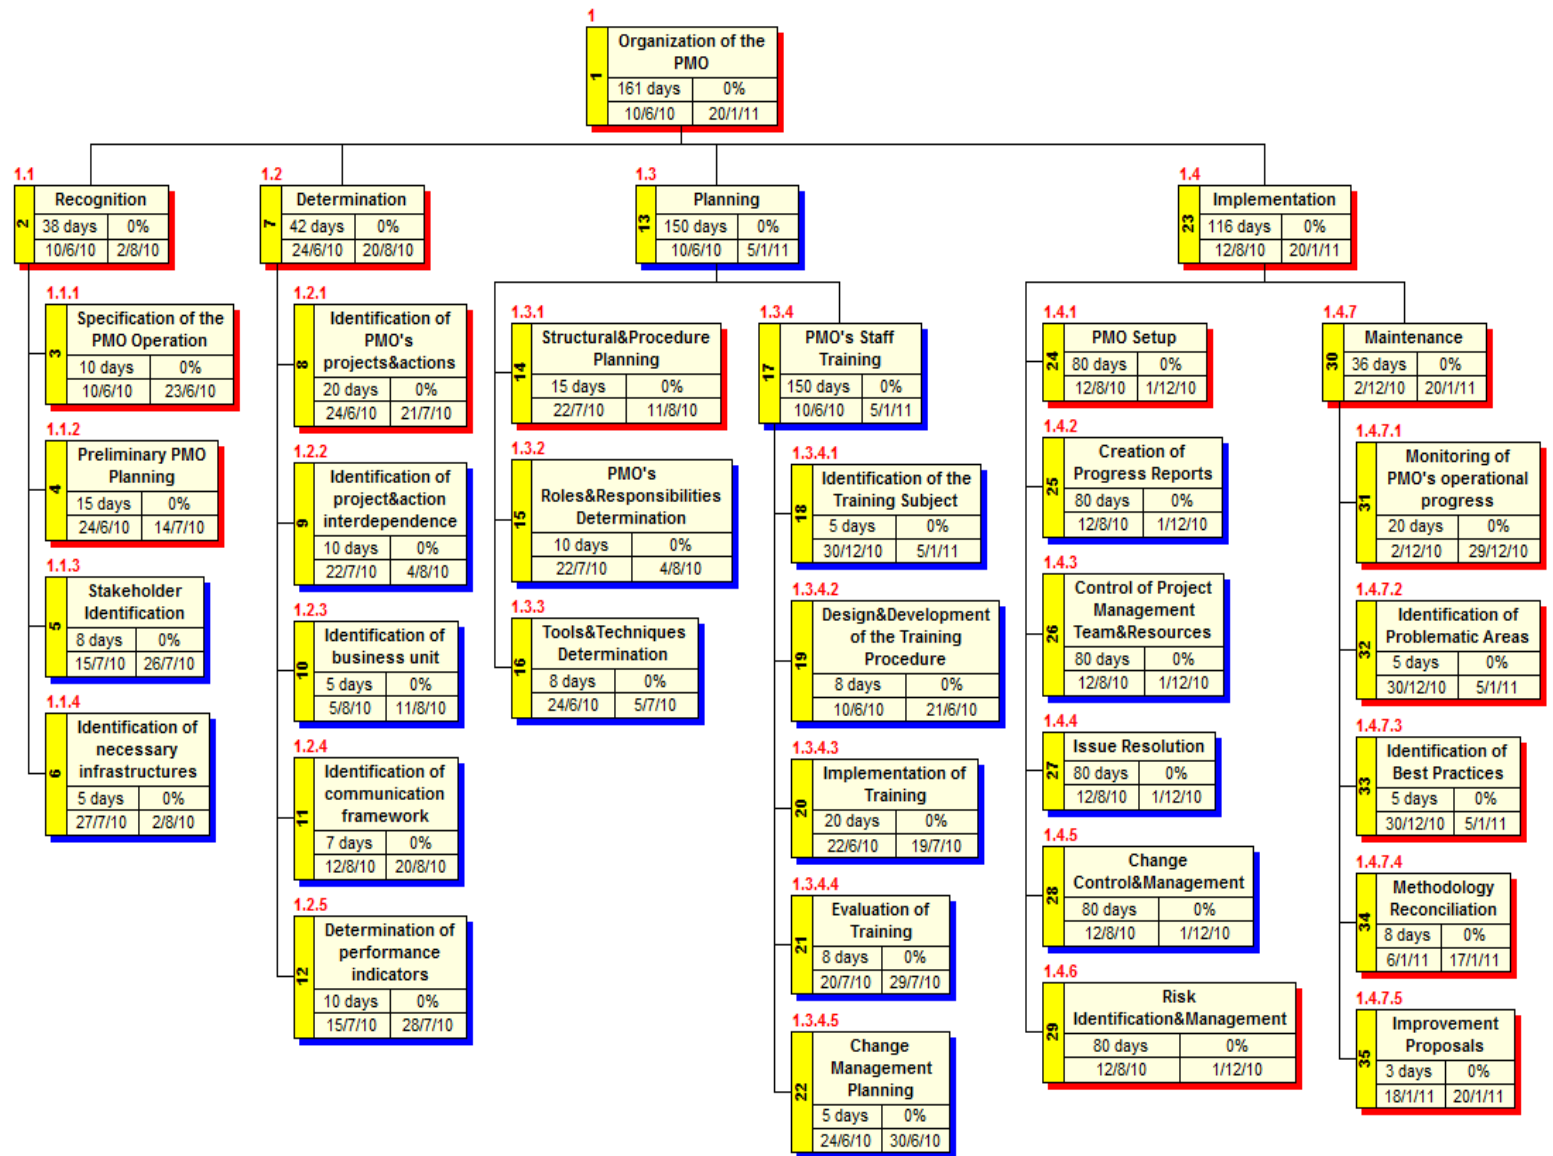 1
Organization of the
PMO
1
161 days 0%
10/6/10 20/1/11
1.1
Recognition
2
38 days 0%
10/6/10 2/8/10
1.1.1
Specification of the
PMO Operation
3
10 days 0%
10/6/10 23/6/10
1.1.2
Preliminary PMO
Planning
4
15 days 0%
24/6/10 14/7/10
1.1.3
Stakeholder
Identification
5
8 days 0%
15/7/10 26/7/10
1.1.4
Identification of
necessary
infrastructures
6
5 days 0%
27/7/10 2/8/10
1.2
Determination
7
42 days 0%
24/6/10 20/8/10
1.2.1
Identification of
PMO's
projects&actions
8
20 days 0%
24/6/10 21/7/10
1.2.2
Identification of
project&action
interdependence
9
10 days 0%
22/7/10 4/8/10
1.2.3
Identification of
business unit
10
5 days 0%
5/8/10 11/8/10
1.2.4
Identification of
communication
framework
11
7 days 0%
12/8/10 20/8/10
1.2.5
Determination of
performance
indicators
12
10 days 0%
15/7/10 28/7/10
1.3
Planning
13
150 days 0%
10/6/10 5/1/11
1.3.1
Structural&Procedure
Planning
14
15 days 0%
22/7/10 11/8/10
1.3.2
PMO's
Roles&Responsibilities
Determination
15
10 days 0%
22/7/10 4/8/10
1.3.3
Tools&Techniques
Determination
16
8 days 0%
24/6/10 5/7/10
1.3.4
PMO's Staff
Training
17
150 days 0%
10/6/10 5/1/11
1.3.4.1
Identification of the
Training Subject
18
5 days 0%
30/12/10 5/1/11
1.3.4.2
Design&Development
of the Training
Procedure
19
8 days 0%
10/6/10 21/6/10
1.3.4.3
Implementation of
Training
20
20 days 0%
22/6/10 19/7/10
1.3.4.4
Evaluation of
Training
21
8 days 0%
20/7/10 29/7/10
1.3.4.5
Change
Management
Planning
22
5 days 0%
24/6/10 30/6/10
1.4
Implementation
23
116 days 0%
12/8/10 20/1/11
1.4.1
PMO Setup
24
80 days 0%
12/8/10 1/12/10
1.4.2
Creation of
Progress Reports
25
80 days 0%
12/8/10 1/12/10
1.4.3
Control of Project
Management
Team&Resources
26
80 days 0%
12/8/10 1/12/10
1.4.4
Issue Resolution
27
80 days 0%
12/8/10 1/12/10
1.4.5
Change
Control&Management
28
80 days 0%
12/8/10 1/12/10
1.4.6
Risk
Identification&Management
29
80 days 0%
12/8/10 1/12/10
1.4.7
Maintenance
30
36 days 0%
2/12/10 20/1/11
1.4.7.1
Monitoring of
PMO's operational
progress
31
20 days 0%
2/12/10 29/12/10
1.4.7.2
Identification of
Problematic Areas
32
5 days 0%
30/12/10 5/1/11
1.4.7.3
Identification of
Best Practices
33
5 days 0%
30/12/10 5/1/11
1.4.7.4
Methodology
Reconciliation
34
8 days 0%
6/1/11 17/1/11
1.4.7.5
Improvement
Proposals
35
3 days 0%
18/1/11 20/1/11